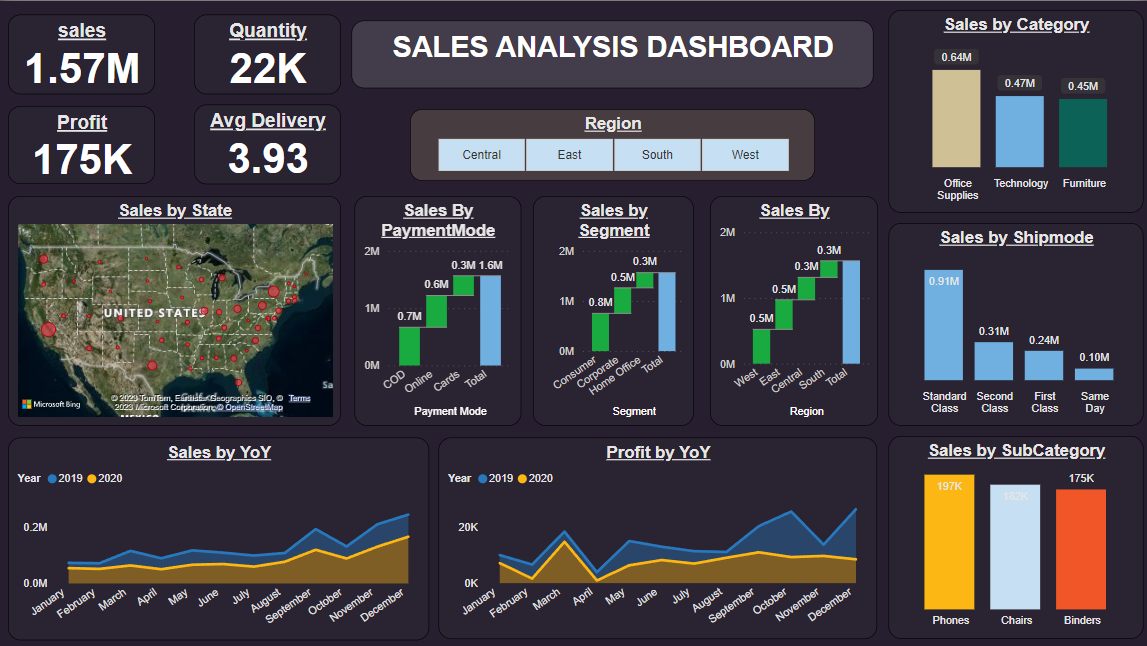 sales
1.57M
Quantity
22K
SALES ANALYSIS DASHBOARD
Profit
175K
Avg Delivery
3.93
Region
Central
East
South
West
Sales by Category
0.64M
0.47M
0.45M
Office
Supplies
Technology
Furniture
Sales by State
UNITED STATES
Microsoft Bing
© 2023 TomTom, Earthstar Geographics SIO, ©
2023 Microsoft Corporation, © OpenStreetMap
Terms
Sales By
PaymentMode
2M
1M
0M
0.7M
0.6M
0.3M
1.6M
COD
Online
Cards
Total
Payment Mode
Sales by
Segment
2M
1M
0M
0.8M
0.5M
0.3M
Consumer
Corporate
Home Office
Total
Segment
Sales By
2M
1M
0M
0.5M
0.5M
0.3M
0.3M
West
East
Central
South
Total
Region
Sales by Shipmode
0.91M
0.31M
0.24M
0.10M
Standard
Class
Second
Class
First
Class
Same
Day
Sales by YoY
Year 2019 2020
0.2M
0.0M
January
February
March
April
May
June
July
August
September
October
November
December
Profit by YoY
Year 2019 2020
20K
0K
January
February
March
April
May
June
July
August
September
October
November
December
Sales by SubCategory
197K
182K
175K
Phones
Chairs
Binders